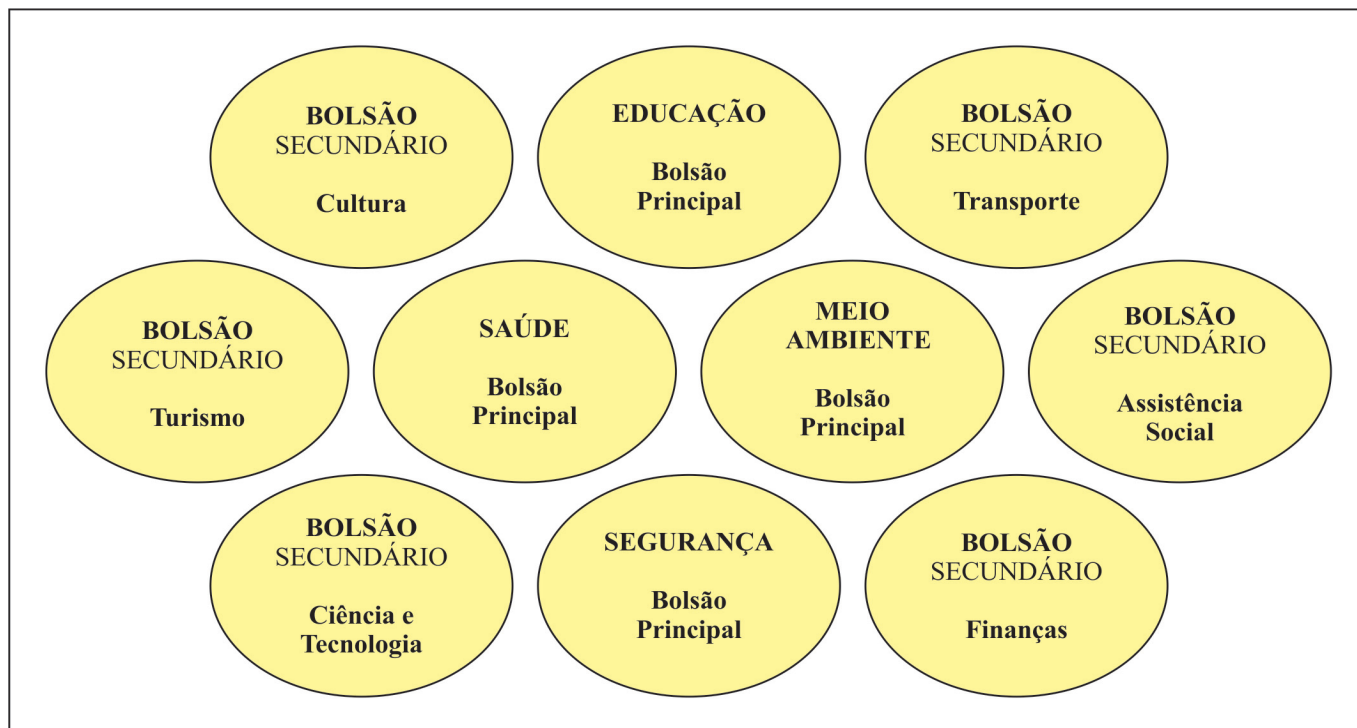 BOLSÃO
SECUNDÁRIO
Cultura
EDUCAÇÃO
Bolsão
Principal
BOLSÃO
SECUNDÁRIO
Transporte
BOLSÃO
SECUNDÁRIO
Turismo
SAÚDE
Bolsão
Principal
MEIO
AMBIENTE
Bolsão
Principal
BOLSÃO
SECUNDÁRIO
Assistência
Social
BOLSÃO
SECUNDÁRIO
Ciência e
Tecnologia
SEGURANÇA
Bolsão
Principal
BOLSÃO
SECUNDÁRIO
Finanças